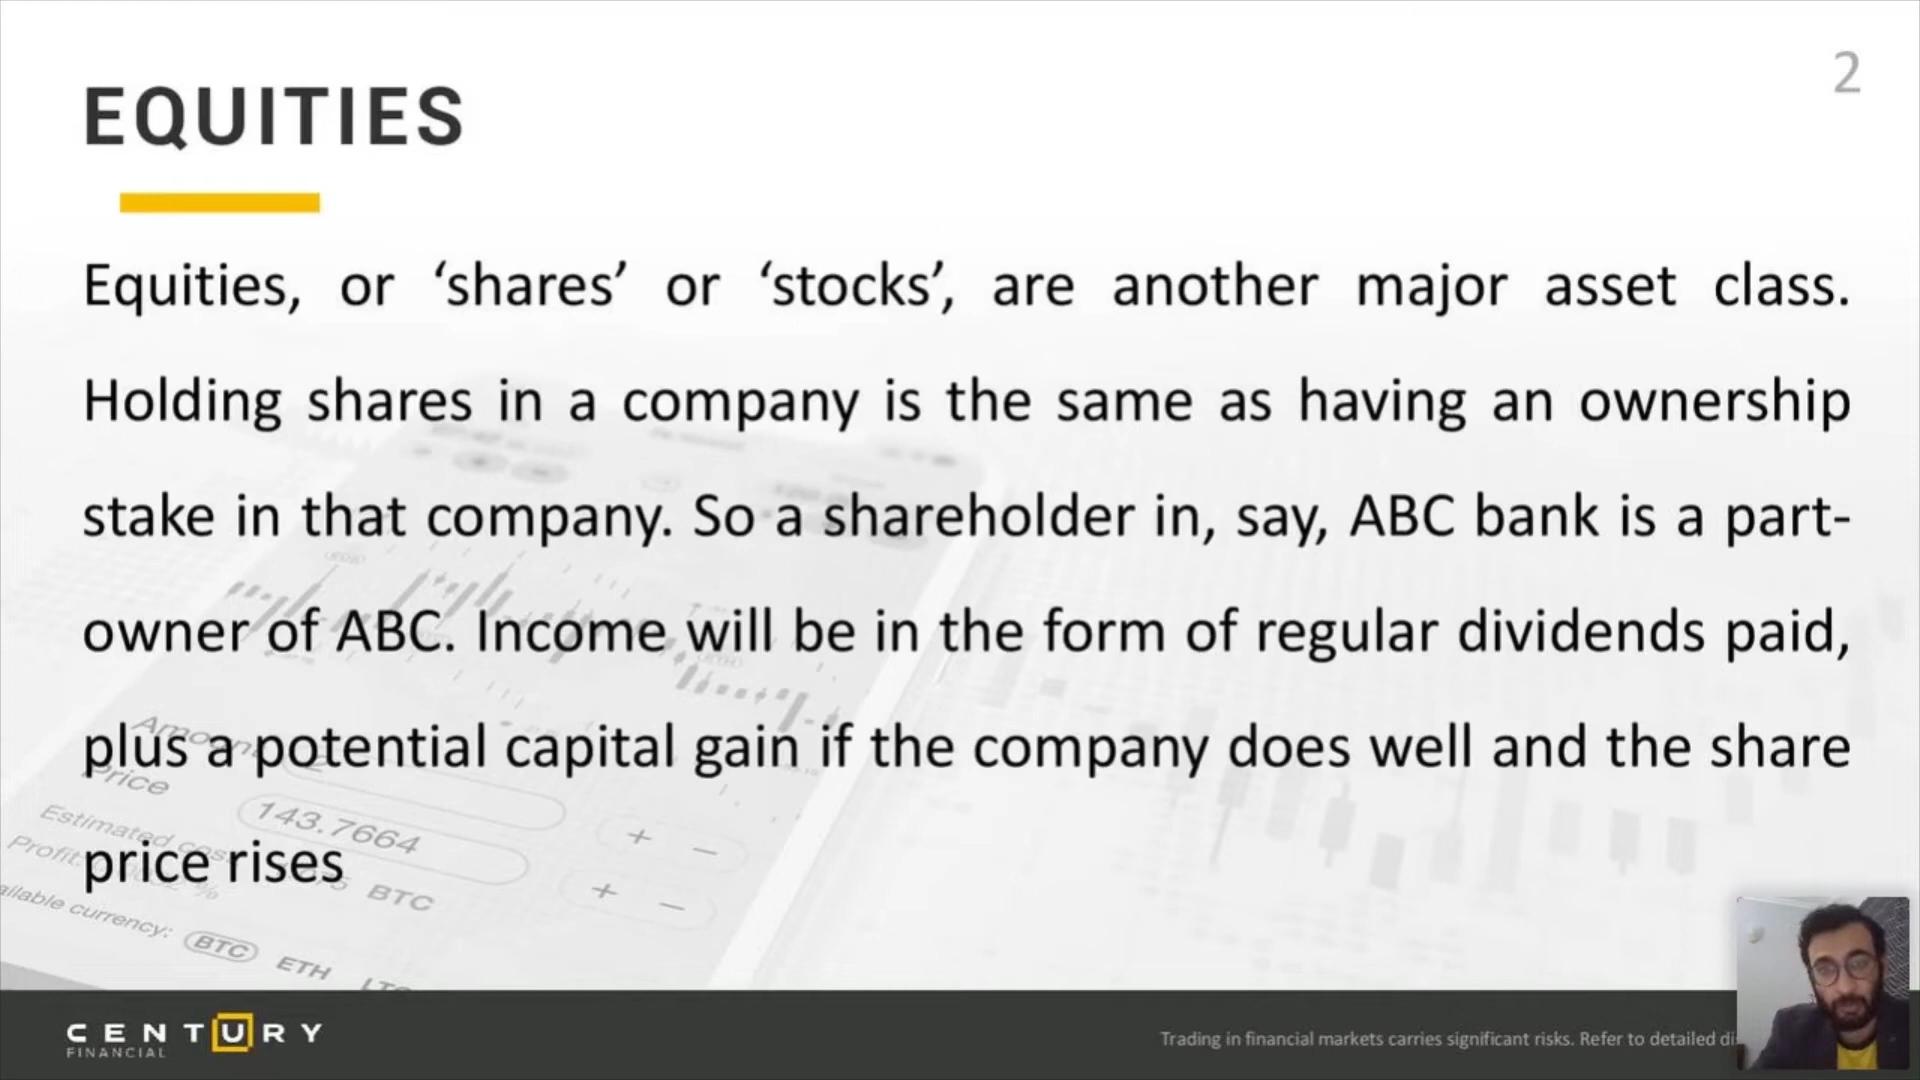 2
EQUITIES
Equities, or ‘shares’ or ‘stocks’, are another major asset class.
Holding shares in a company is the same as having an ownership
stake in that company. So a shareholder in, say, ABC bank is a part-
owner of ABC. Income will be in the form of regular dividends paid,
plus a potential capital gain if the company does well and the share
price rises
Amount
Price
143.7664
Estimated cost
Profit:
BTC
currency:
BTC ETH
CENTURY
FINANCIAL
Trading in financial markets carries significant risks. Refer to detailed